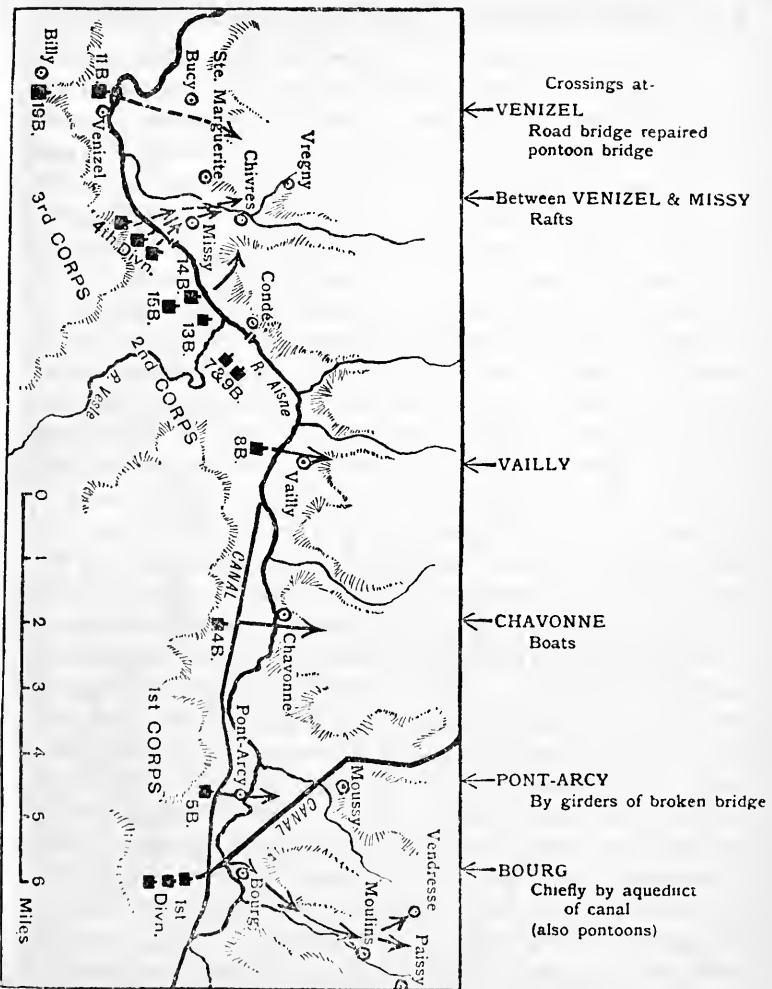 Crossings at-
VENIZEL
Road bridge repaired
pontoon bridge
Between VENIZEL & MISSY
Rafts
VAILLY
CHAVONNE
Boats
PONT-ARCY
By girders of broken bridge
BOURG
Chiefly by aqueduct
of canal
(also pontoons)
Billy
19B.
11B.
Venizel
Bucy
Ste. Marguerite
Vregny
Chivres
Missy
3rd CORPS
4th Divn.
14B.
15B.
13B.
Condé
R. Aisne
7&9B.
2nd CORPS
R. Vesle
8B.
Vailly
CANAL
4B.
Chavonne
1st CORPS
Pont-Arcy
5B.
Moussy
CANAL
Vendresse
Bourg
Moulins
Paissy
1st
Divn.
0 1 2 3 4 5 6
Miles